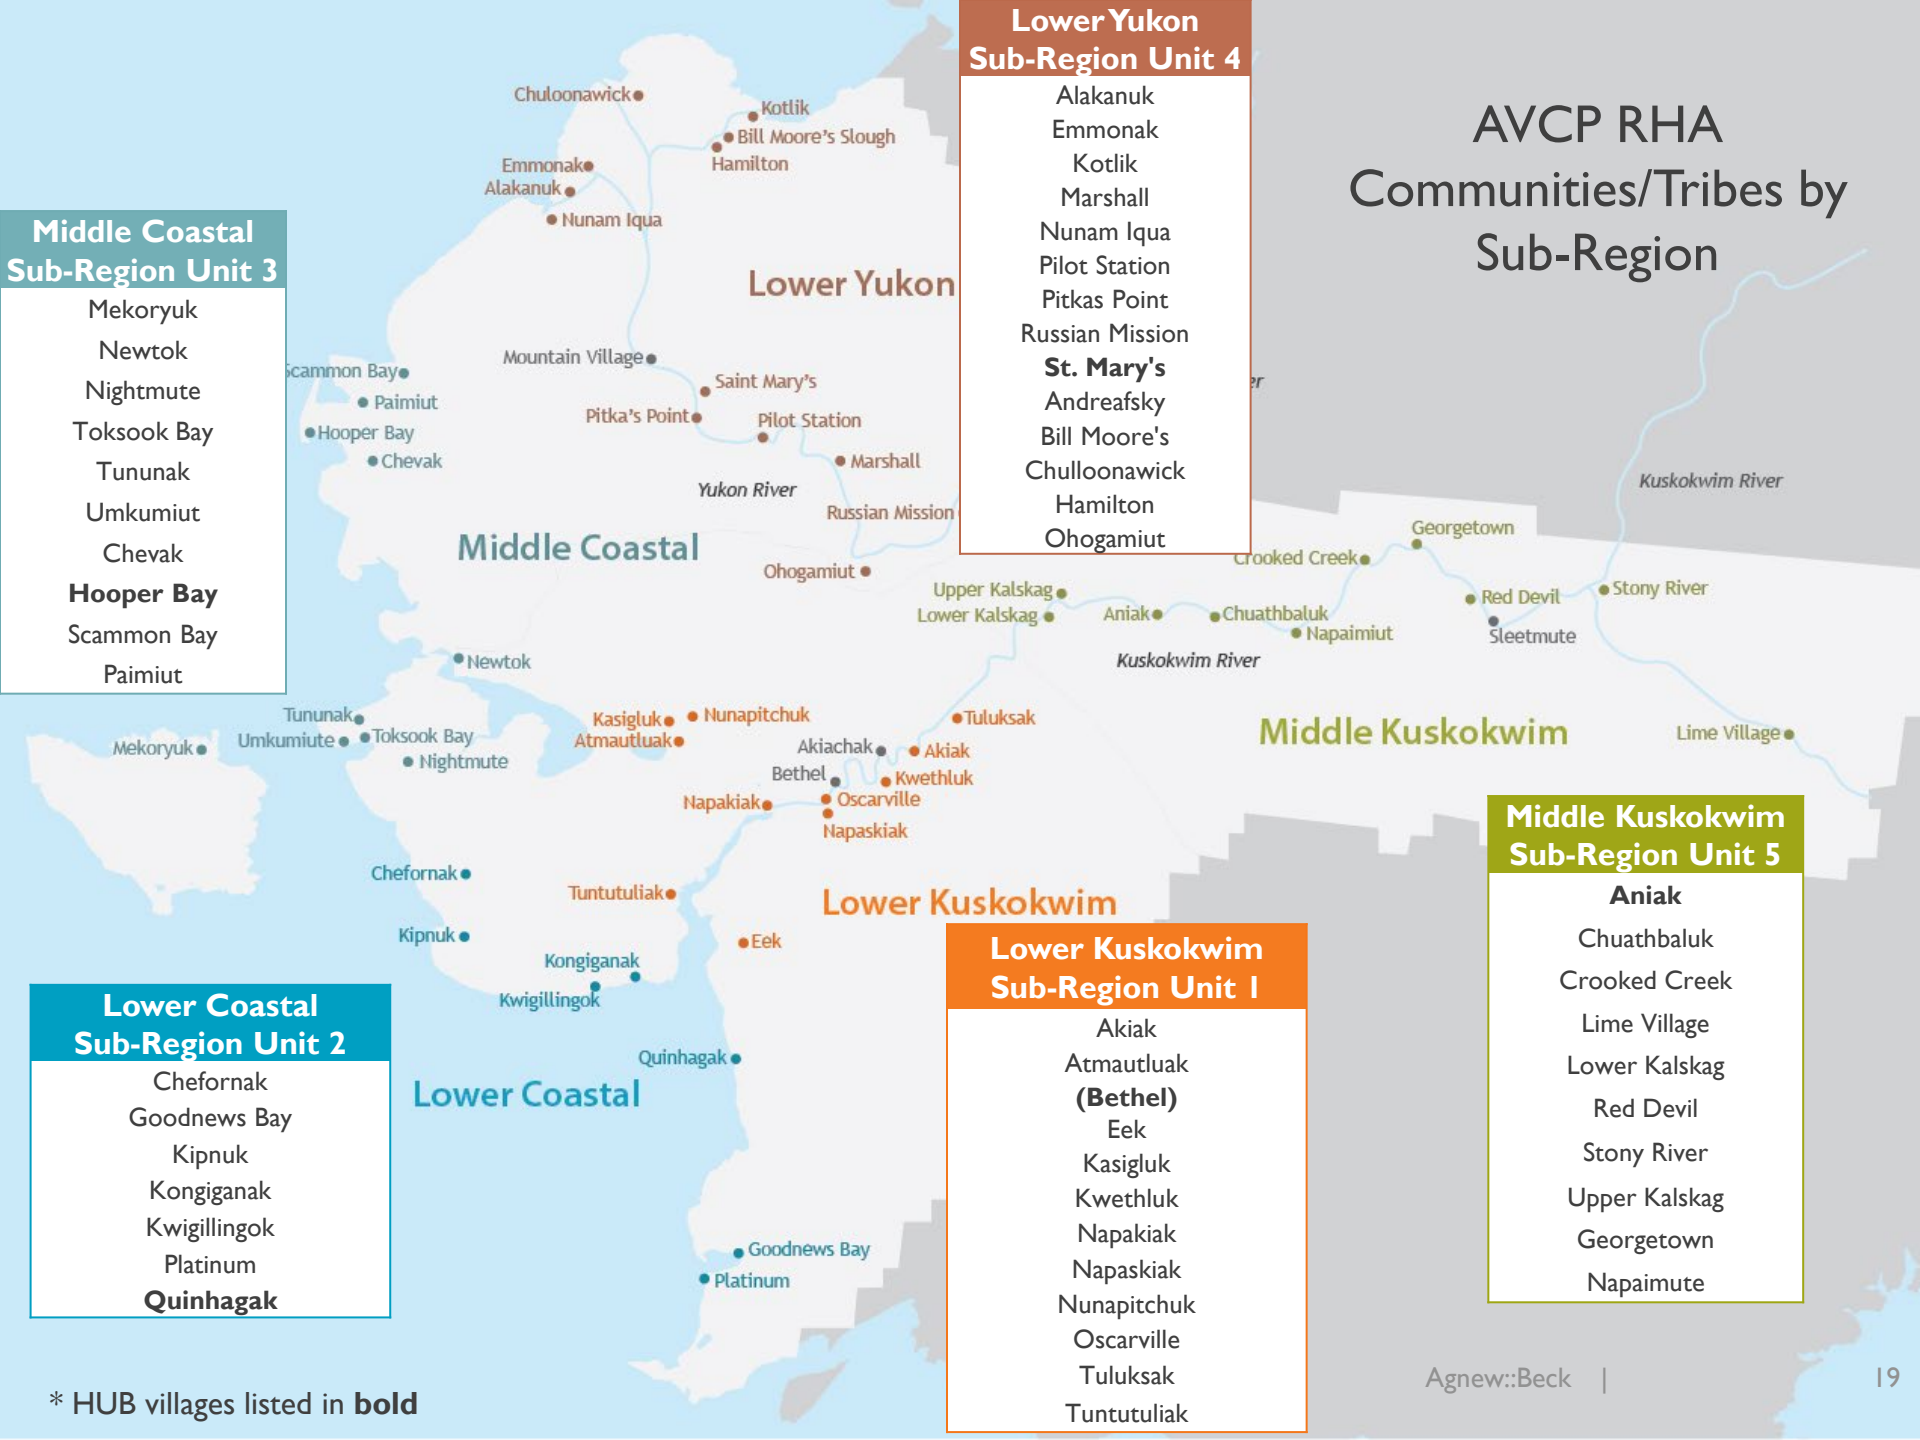 AVCP RHA
Communities/Tribes by
Sub-Region
Lower Yukon
Sub-Region Unit 4
Alakanuk
Emmonak
Kotlik
Marshall
Nunam Iqua
Pilot Station
Pitkas Point
Russian Mission
St. Mary's
Andreafsky
Bill Moore's
Chulloonawick
Hamilton
Ohogamiut
Middle Coastal
Sub-Region Unit 3
Mekoryuk
Newtok
Nightmute
Toksook Bay
Tununak
Umkumiut
Chevak
Hooper Bay
Scammon Bay
Paimiut
Lower Coastal
Sub-Region Unit 2
Chefornak
Goodnews Bay
Kipnuk
Kongiganak
Kwigillingok
Platinum
Quinhagak
Lower Kuskokwim
Sub-Region Unit 1
Akiak
Atmautluak
(Bethel)
Eek
Kasigluk
Kwethluk
Napakiak
Napaskiak
Nunapitchuk
Oscarville
Tuluksak
Tuntutuliak
Middle Kuskokwim
Sub-Region Unit 5
Aniak
Chuathbaluk
Crooked Creek
Lime Village
Lower Kalskag
Red Devil
Stony River
Upper Kalskag
Georgetown
Napaimute
Chuloonawick
Kotlik
Bill Moore's Slough
Hamilton
Emmonak
Alakanuk
Nunam Iqua
Lower Yukon
Mountain Village
Saint Mary's
Pitka's Point
Pilot Station
Marshall
Yukon River
Russian Mission
Ohogamiut
Scammon Bay
Paimiut
Hooper Bay
Chevak
Middle Coastal
Newtok
Tununak
Umkumiute
Toksook Bay
Nightmute
Mekoryuk
Kasigluk
Nunapitchuk
Atmautluak
Akiachak
Bethel
Tuluksak
Akiak
Kwethluk
Oscarville
Napakiak
Napaskiak
Tuntutuliak
Eek
Lower Kuskokwim
Chefornak
Kipnuk
Kongiganak
Kwigillingok
Quinhagak
Lower Coastal
Goodnews Bay
Platinum
er
Kuskokwim River
Georgetown
Crooked Creek
Upper Kalskag
Lower Kalskag
Aniak
Chuathbaluk
Napaimiut
Red Devil
Sleetmute
Stony River
Kuskokwim River
Middle Kuskokwim
Lime Village
* HUB villages listed in bold
Agnew::Beck |
19